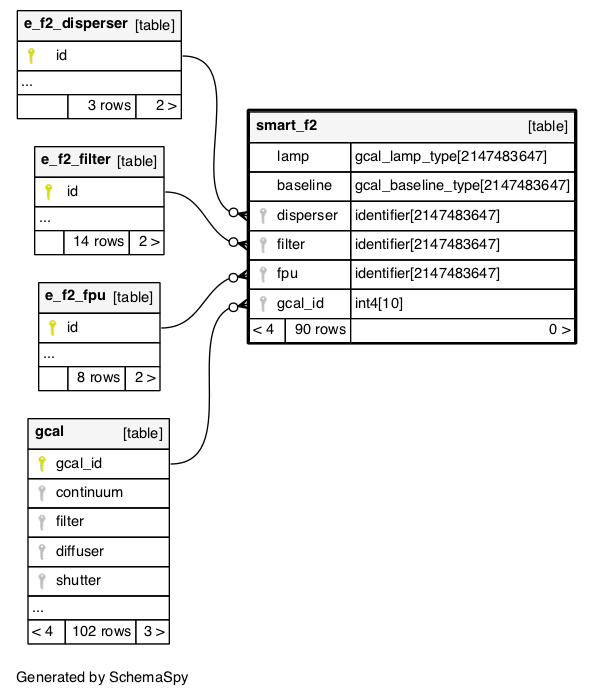 e_f2_disperser [table]
id
...
3 rows 2 >
e_f2_filter [table]
id
...
14 rows 2 >
e_f2_fpu [table]
id
...
8 rows 2 >
gcal [table]
gcal_id
continuum
filter
diffuser
shutter
...
< 4 102 rows 3 >
smart_f2 [table]
lamp gcal_lamp_type[2147483647]
baseline gcal_baseline_type[2147483647]
disperser identifier[2147483647]
filter identifier[2147483647]
fpu identifier[2147483647]
gcal_id int4[10]
< 4 90 rows 0 >
Generated by SchemaSpy